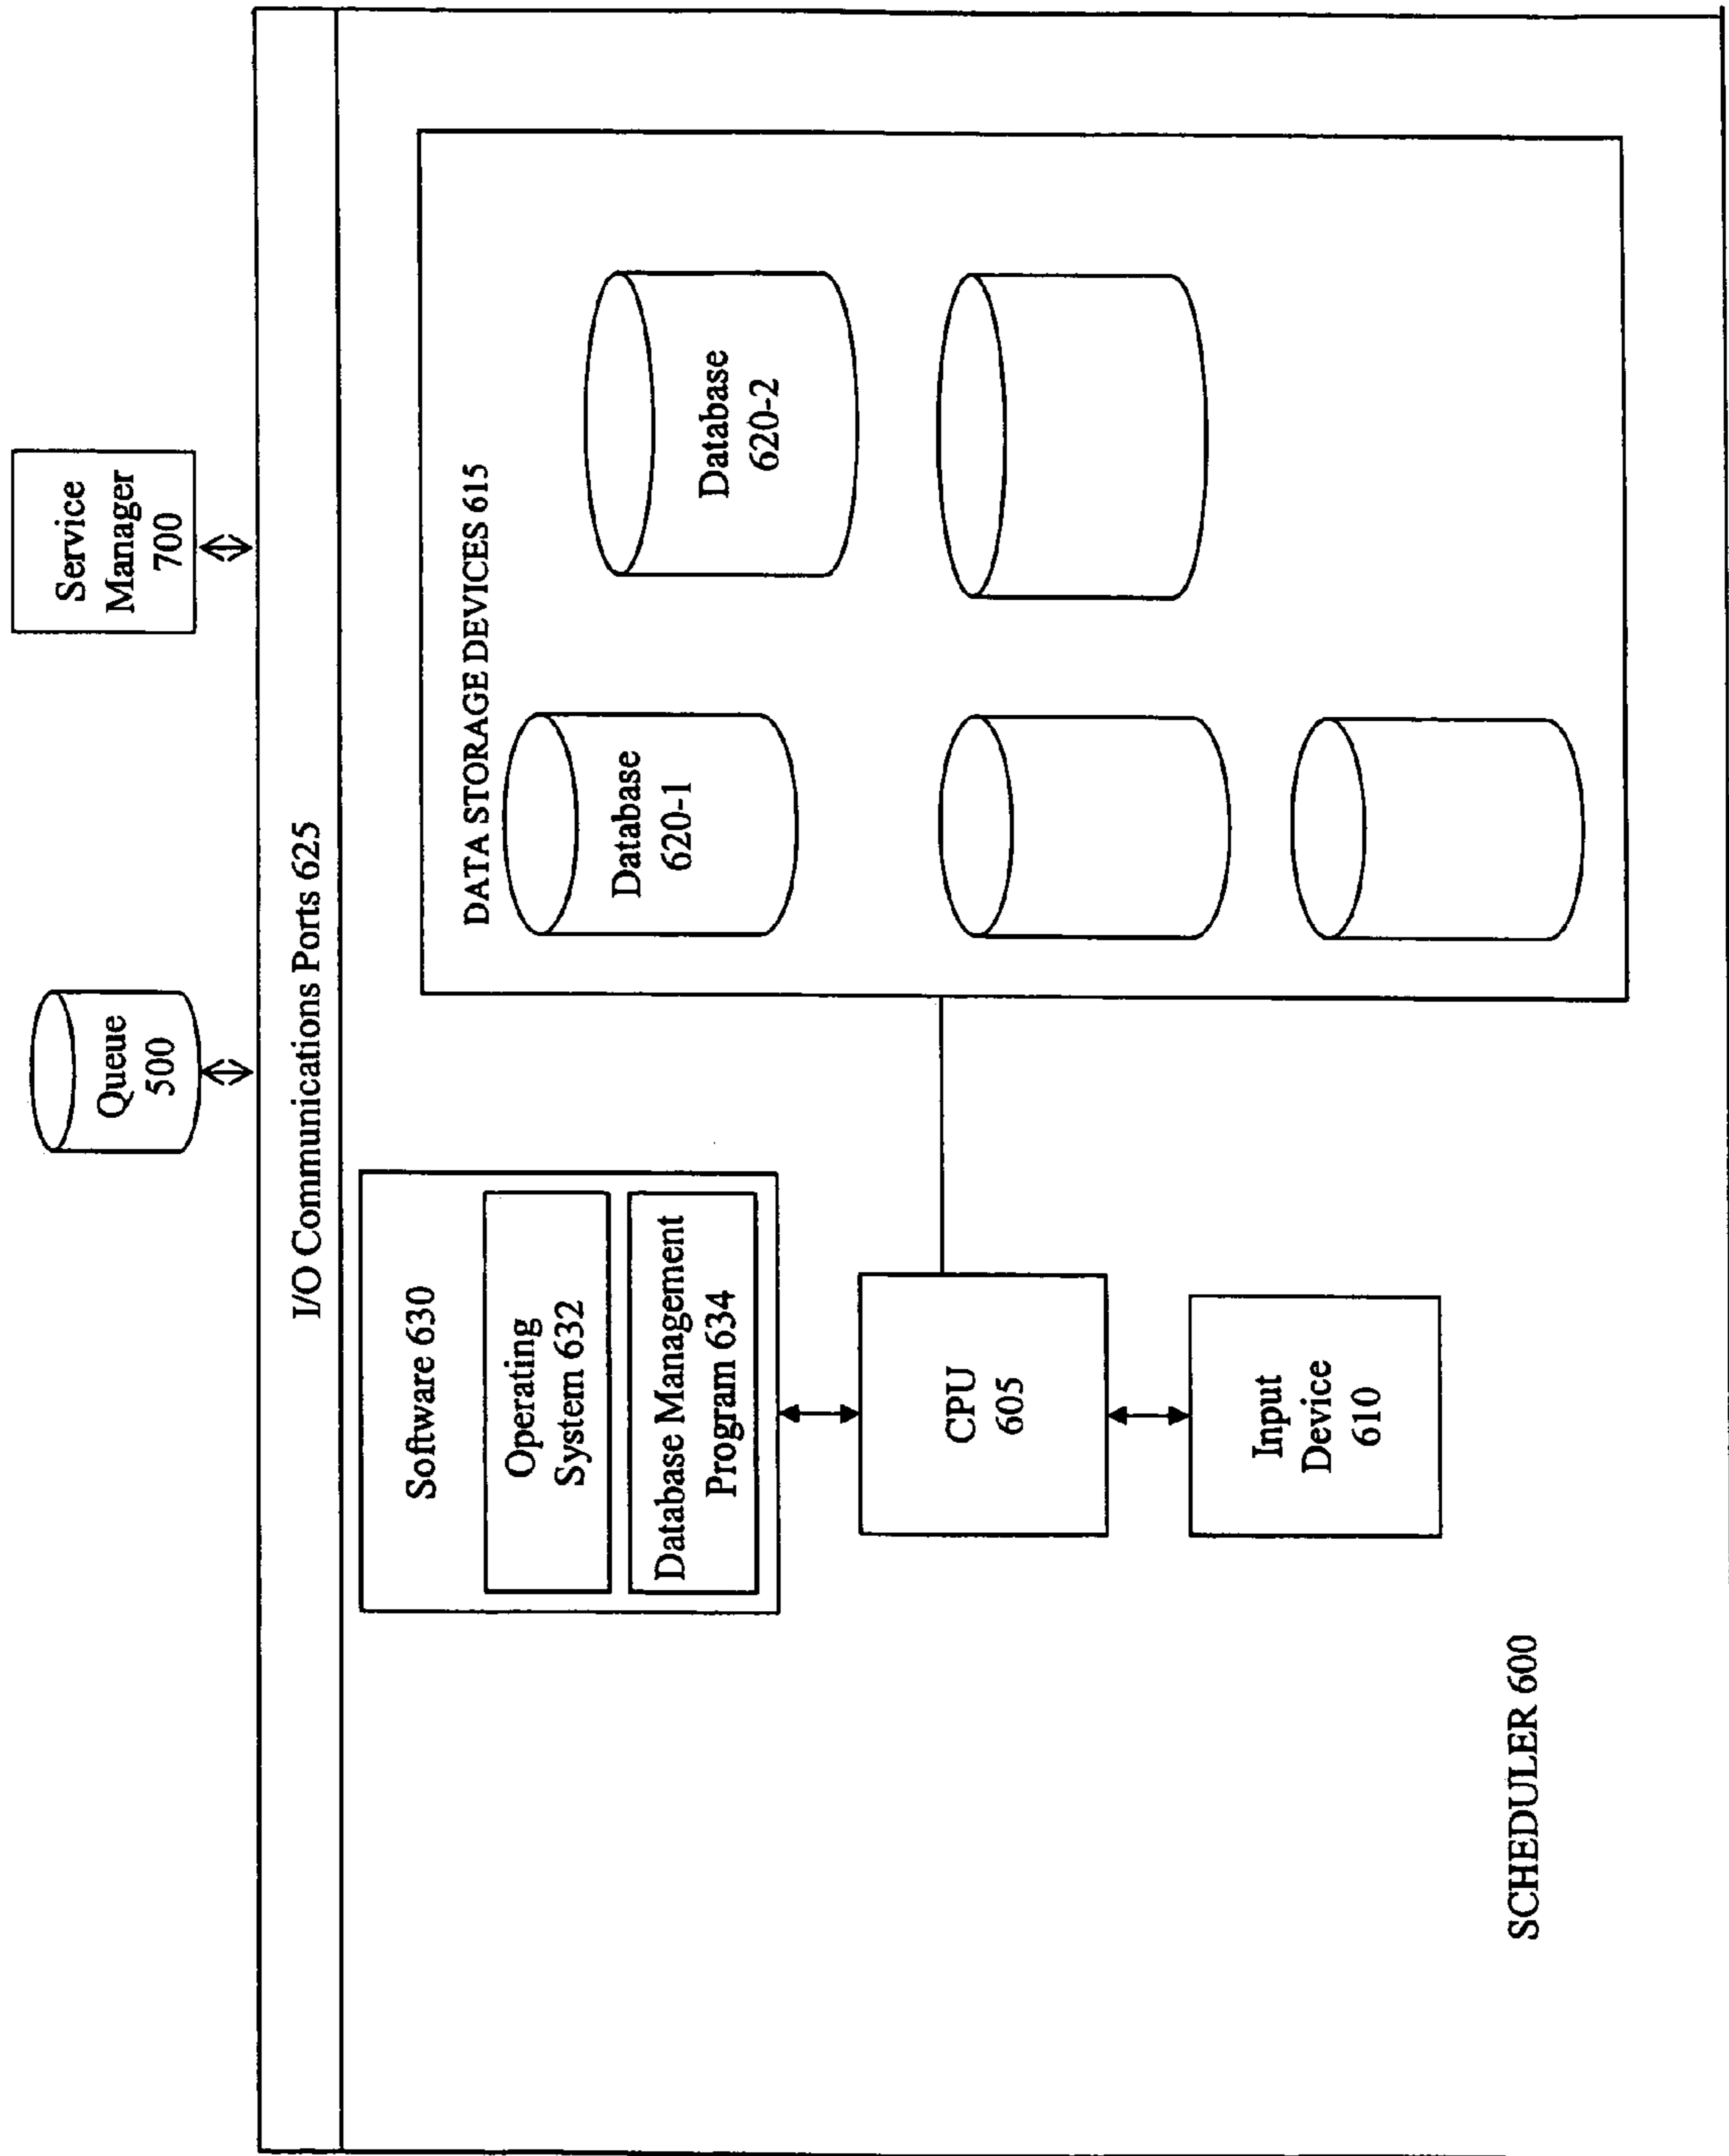 Queue
500
Service
Manager
700
I/O Communications Ports 625
Software 630
Operating
System 632
Database Management
Program 634
CPU
605
Input
Device
610
DATA STORAGE DEVICES 615
Database
620-1
Database
620-2
SCHEDULER 600